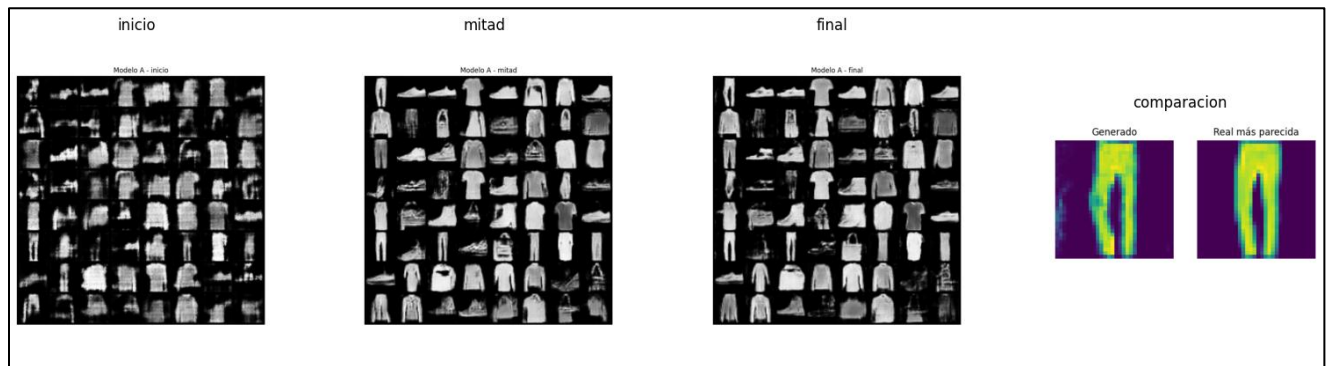 inicio
mitad
final
Modelo A - inicio
Modelo A - mitad
Modelo A - final
comparacion
Generado
Real más parecida